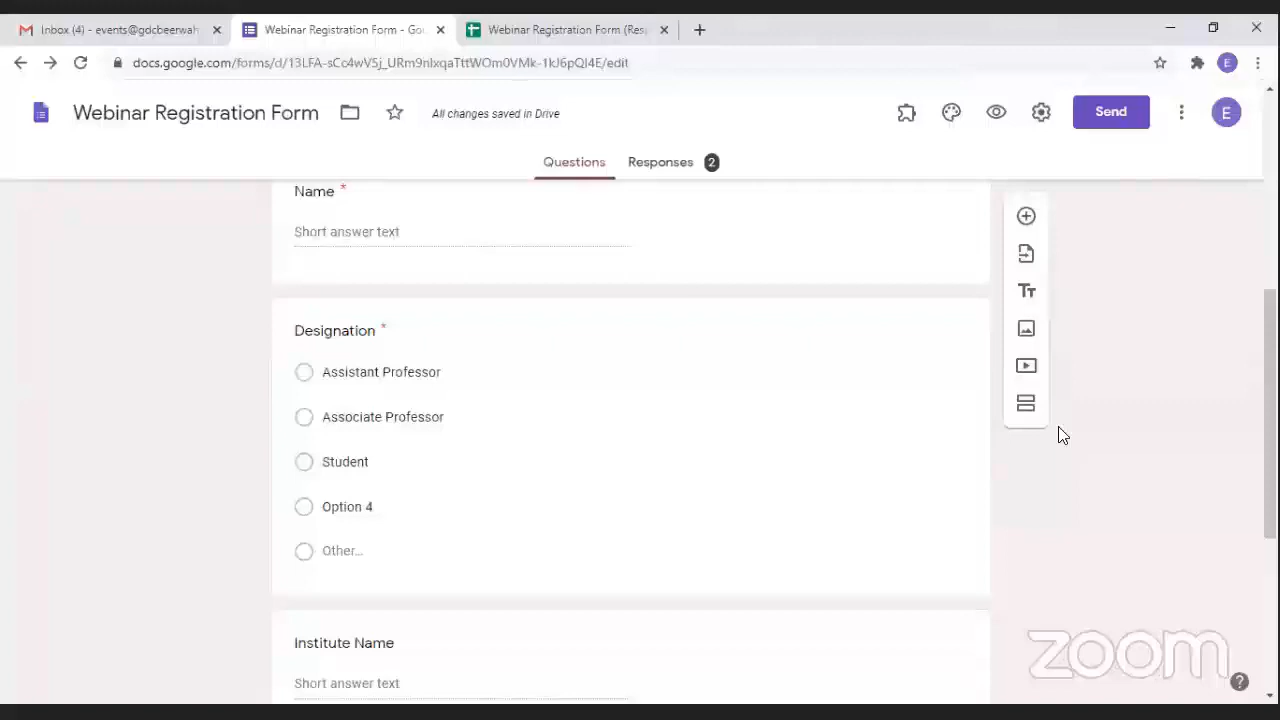 Inbox (4) - events@gdcbeerwah
Webinar Registration Form - Go
Webinar Registration Form (Res
docs.google.com/forms/d/13LFA-sCc4wV5j_URm9nlxqaTttWOm0VMk-1kJ6pQI4E/edit
E
Webinar Registration Form
All changes saved in Drive
Send
E
Questions
Responses 2
Name *
Short answer text
Designation *
Assistant Professor
Associate Professor
Student
Option 4
Other...
Institute Name
Short answer text
zoom